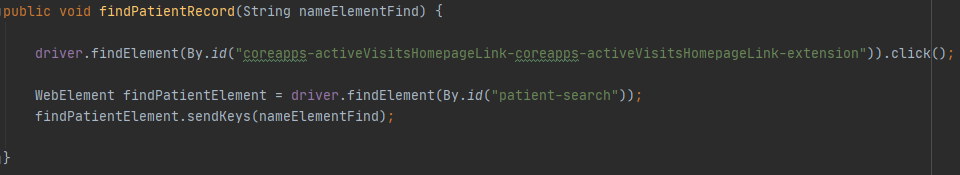 public void findPatientRecord(String nameElementFind) {
driver.findElement(By.id("coreapps-activeVisitsHomepageLink-coreapps-activeVisitsHomepageLink-extension")).click();
WebElement findPatientElement = driver.findElement(By.id("patient-search"));
findPatientElement.sendKeys(nameElementFind);
}